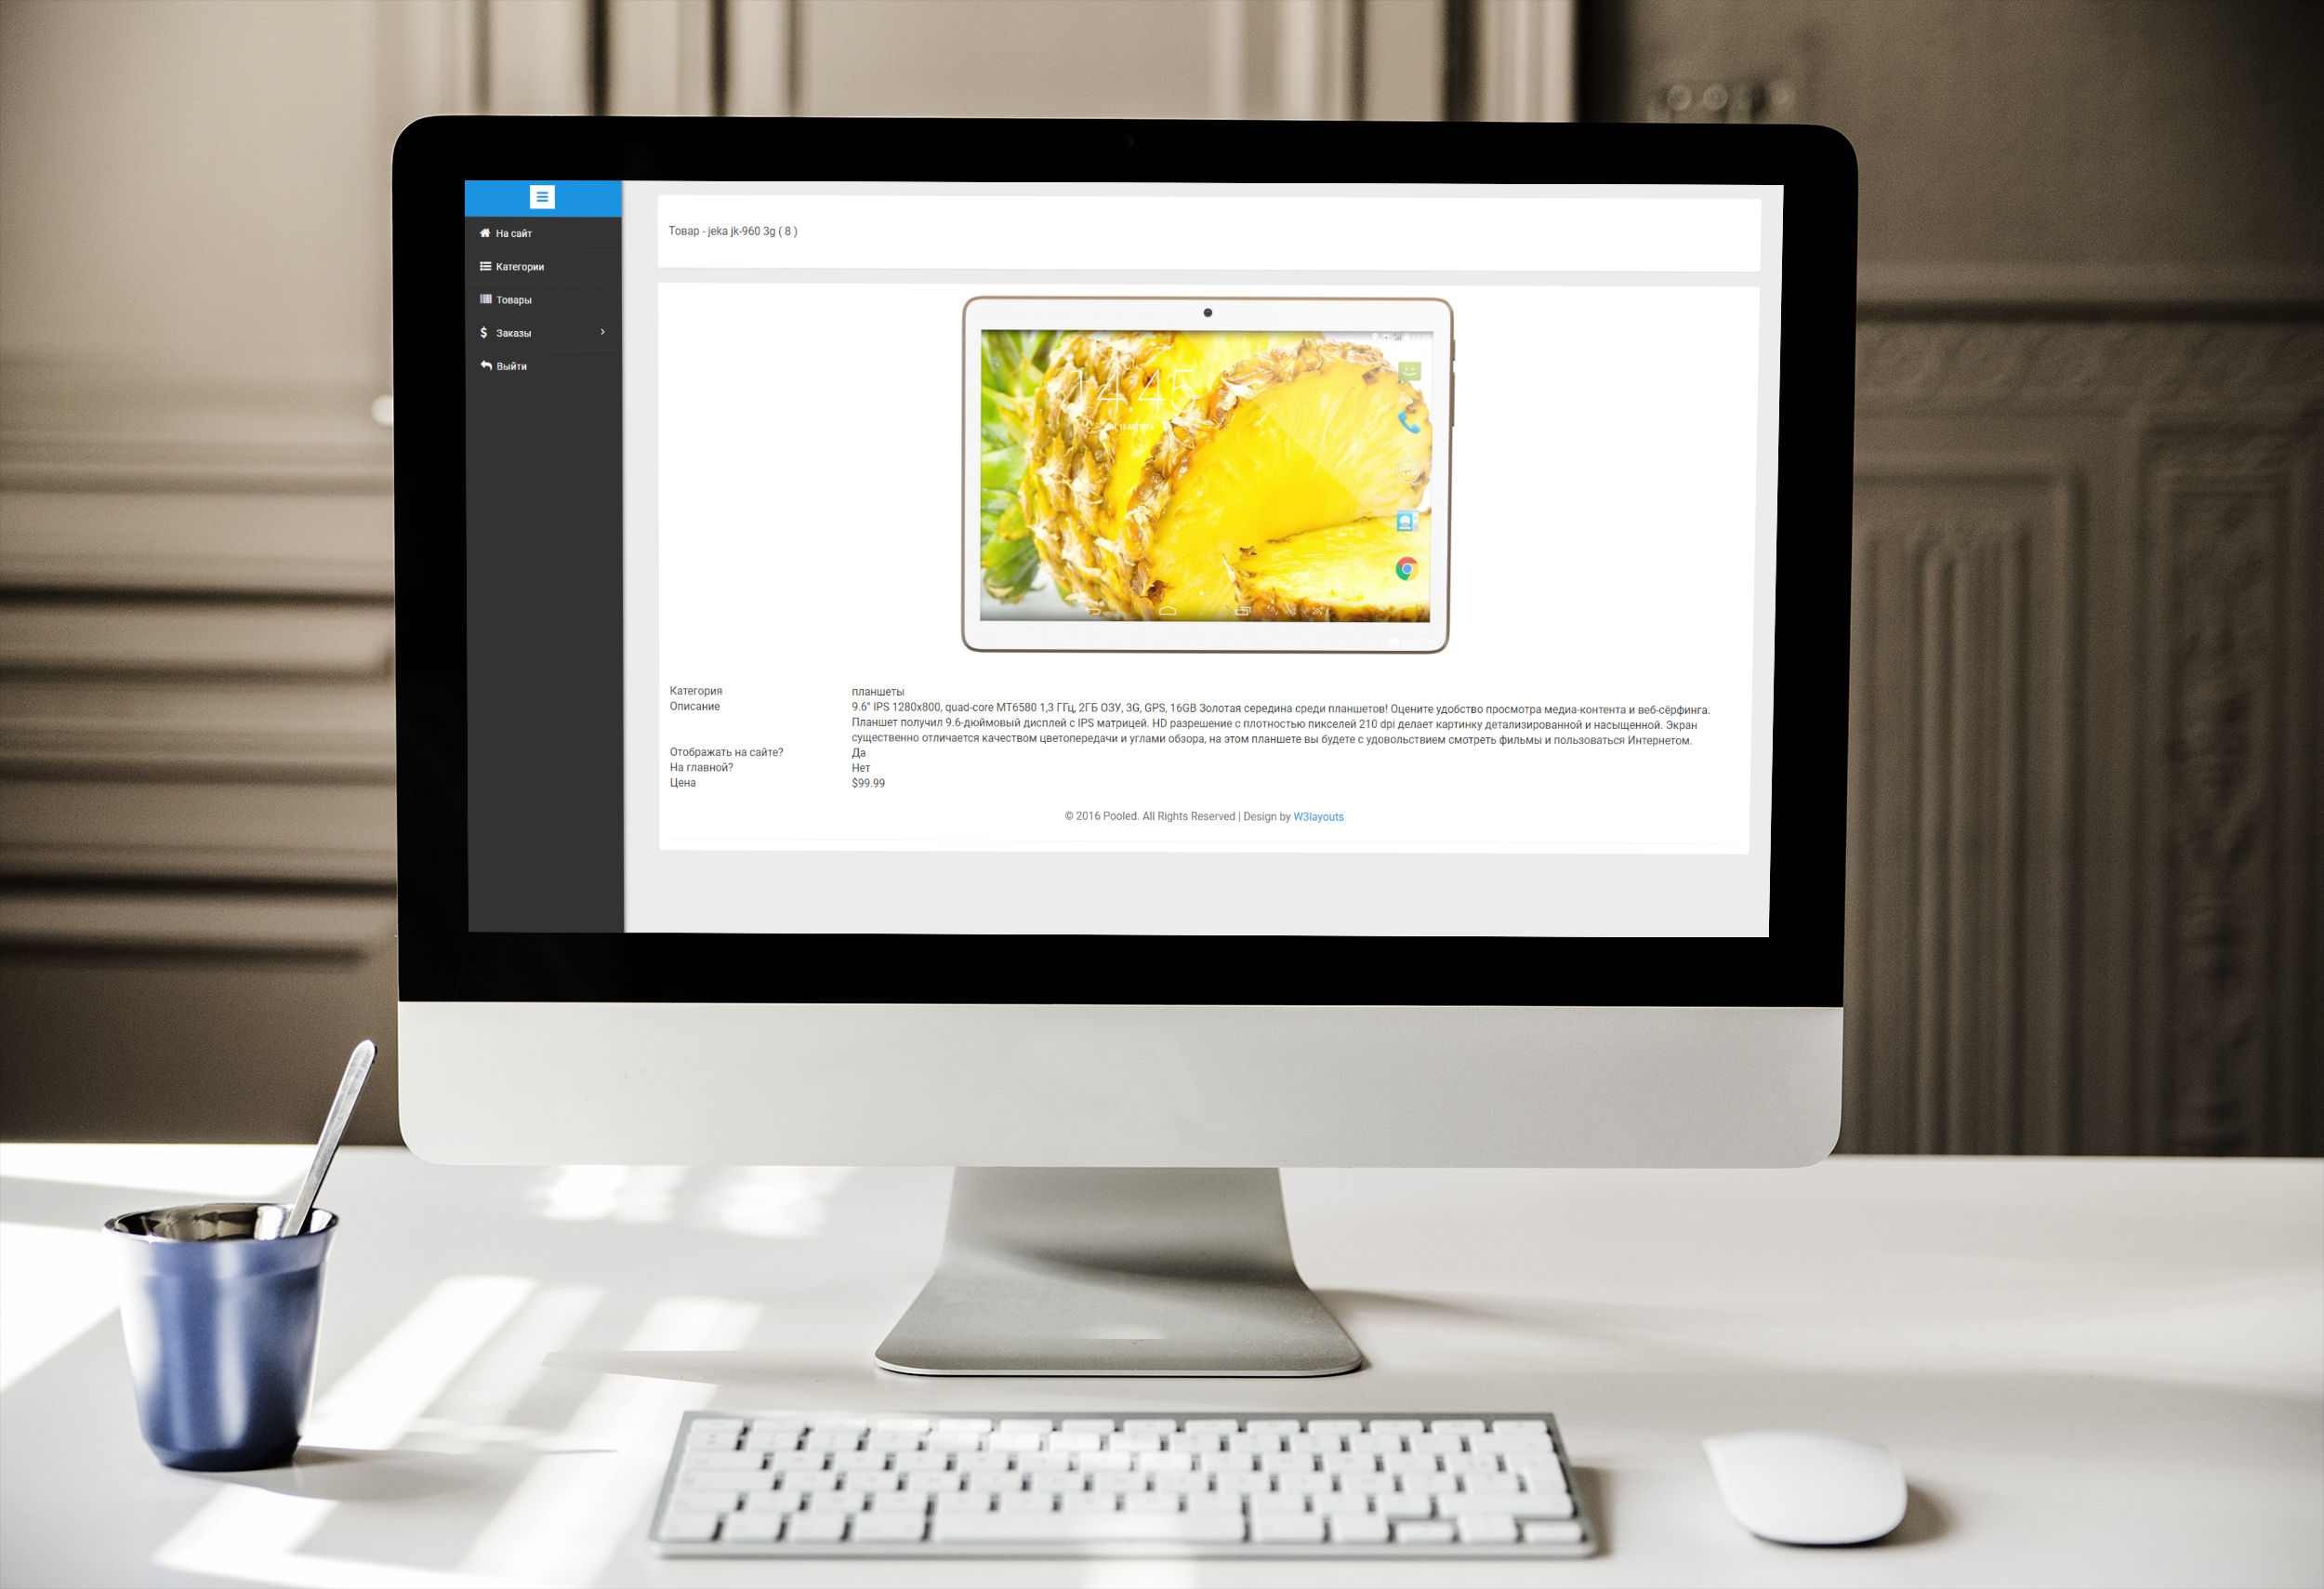 На сайт
Категории
Товары
Заказы
Выйти
Товар - jeka jk-960 3g ( 8 )
14:45
Категория планшеты
Описание 9.6" IPS 1280x800, quad-core MT6580 1,3 ГГц, 2ГБ ОЗУ, 3G, GPS, 16GB Золотая середина среди планшетов! Оцените удобство просмотра медиа-контента и веб-сёрфинга.
Планшет получил 9.6-дюймовый дисплей с IPS матрицей. HD разрешение с плотностью пикселей 210 dpi делает картинку детализированной и насыщенной. Экран
существенно отличается качеством цветопередачи и углами обзора, на этом планшете вы будете с удовольствием смотреть фильмы и пользоваться Интернетом.
Отображать на сайте? Да
На главной? Нет
Цена $99.99
© 2016 Pooled. All Rights Reserved | Design by W3layouts